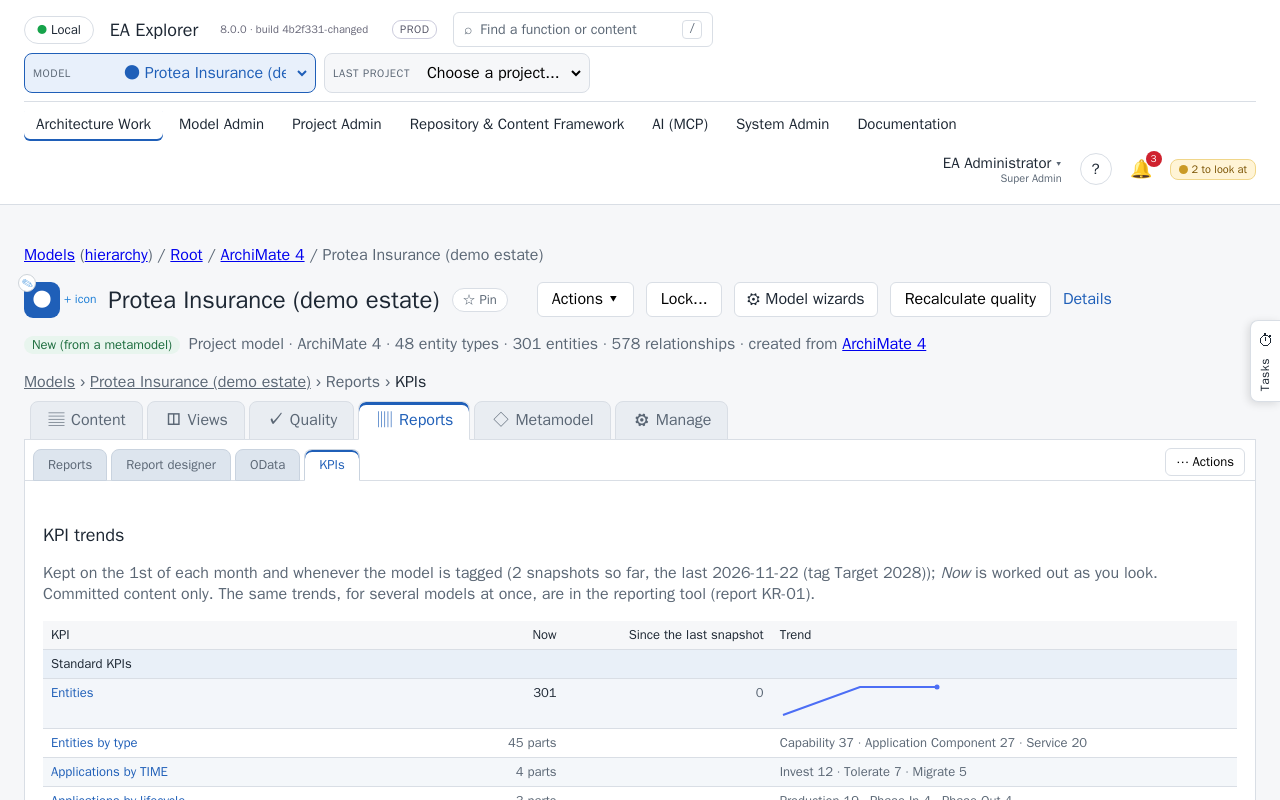 Local
EA Explorer
8.0.0 · build 4b2f331-changed
PROD
Find a function or content
/
MODEL
Protea Insurance (de
LAST PROJECT
Choose a project...
Architecture Work
Model Admin
Project Admin
Repository & Content Framework
AI (MCP)
System Admin
Documentation
EA Administrator
Super Admin
?
3
2 to look at
Models (hierarchy) / Root / ArchiMate 4 / Protea Insurance (demo estate)
+ icon
Protea Insurance (demo estate)
☆ Pin
Actions ▾
Lock...
⚙ Model wizards
Recalculate quality
Details
New (from a metamodel)
Project model · ArchiMate 4 · 48 entity types · 301 entities · 578 relationships · created from ArchiMate 4
Tasks
Models › Protea Insurance (demo estate) › Reports › KPIs
Content
Views
Quality
Reports
Metamodel
Manage
Reports
Report designer
OData
KPIs
··· Actions
KPI trends
Kept on the 1st of each month and whenever the model is tagged (2 snapshots so far, the last 2026-11-22 (tag Target 2028)); Now is worked out as you look.
Committed content only. The same trends, for several models at once, are in the reporting tool (report KR-01).
KPI Now Since the last snapshot Trend
Standard KPIs
Entities 301 0
Entities by type 45 parts Capability 37 · Application Component 27 · Service 20
Applications by TIME 4 parts Invest 12 · Tolerate 7 · Migrate 5